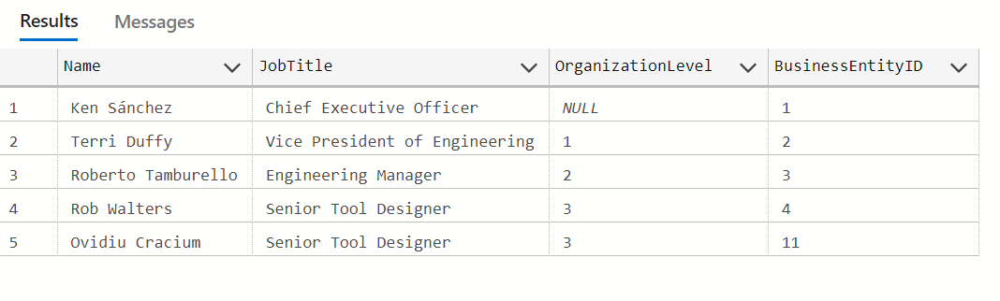 Results Messages
Name JobTitle OrganizationLevel BusinessEntityID
1 Ken Sánchez Chief Executive Officer NULL 1
2 Terri Duffy Vice President of Engineering 1 2
3 Roberto Tamburello Engineering Manager 2 3
4 Rob Walters Senior Tool Designer 3 4
5 Ovidiu Cracium Senior Tool Designer 3 11